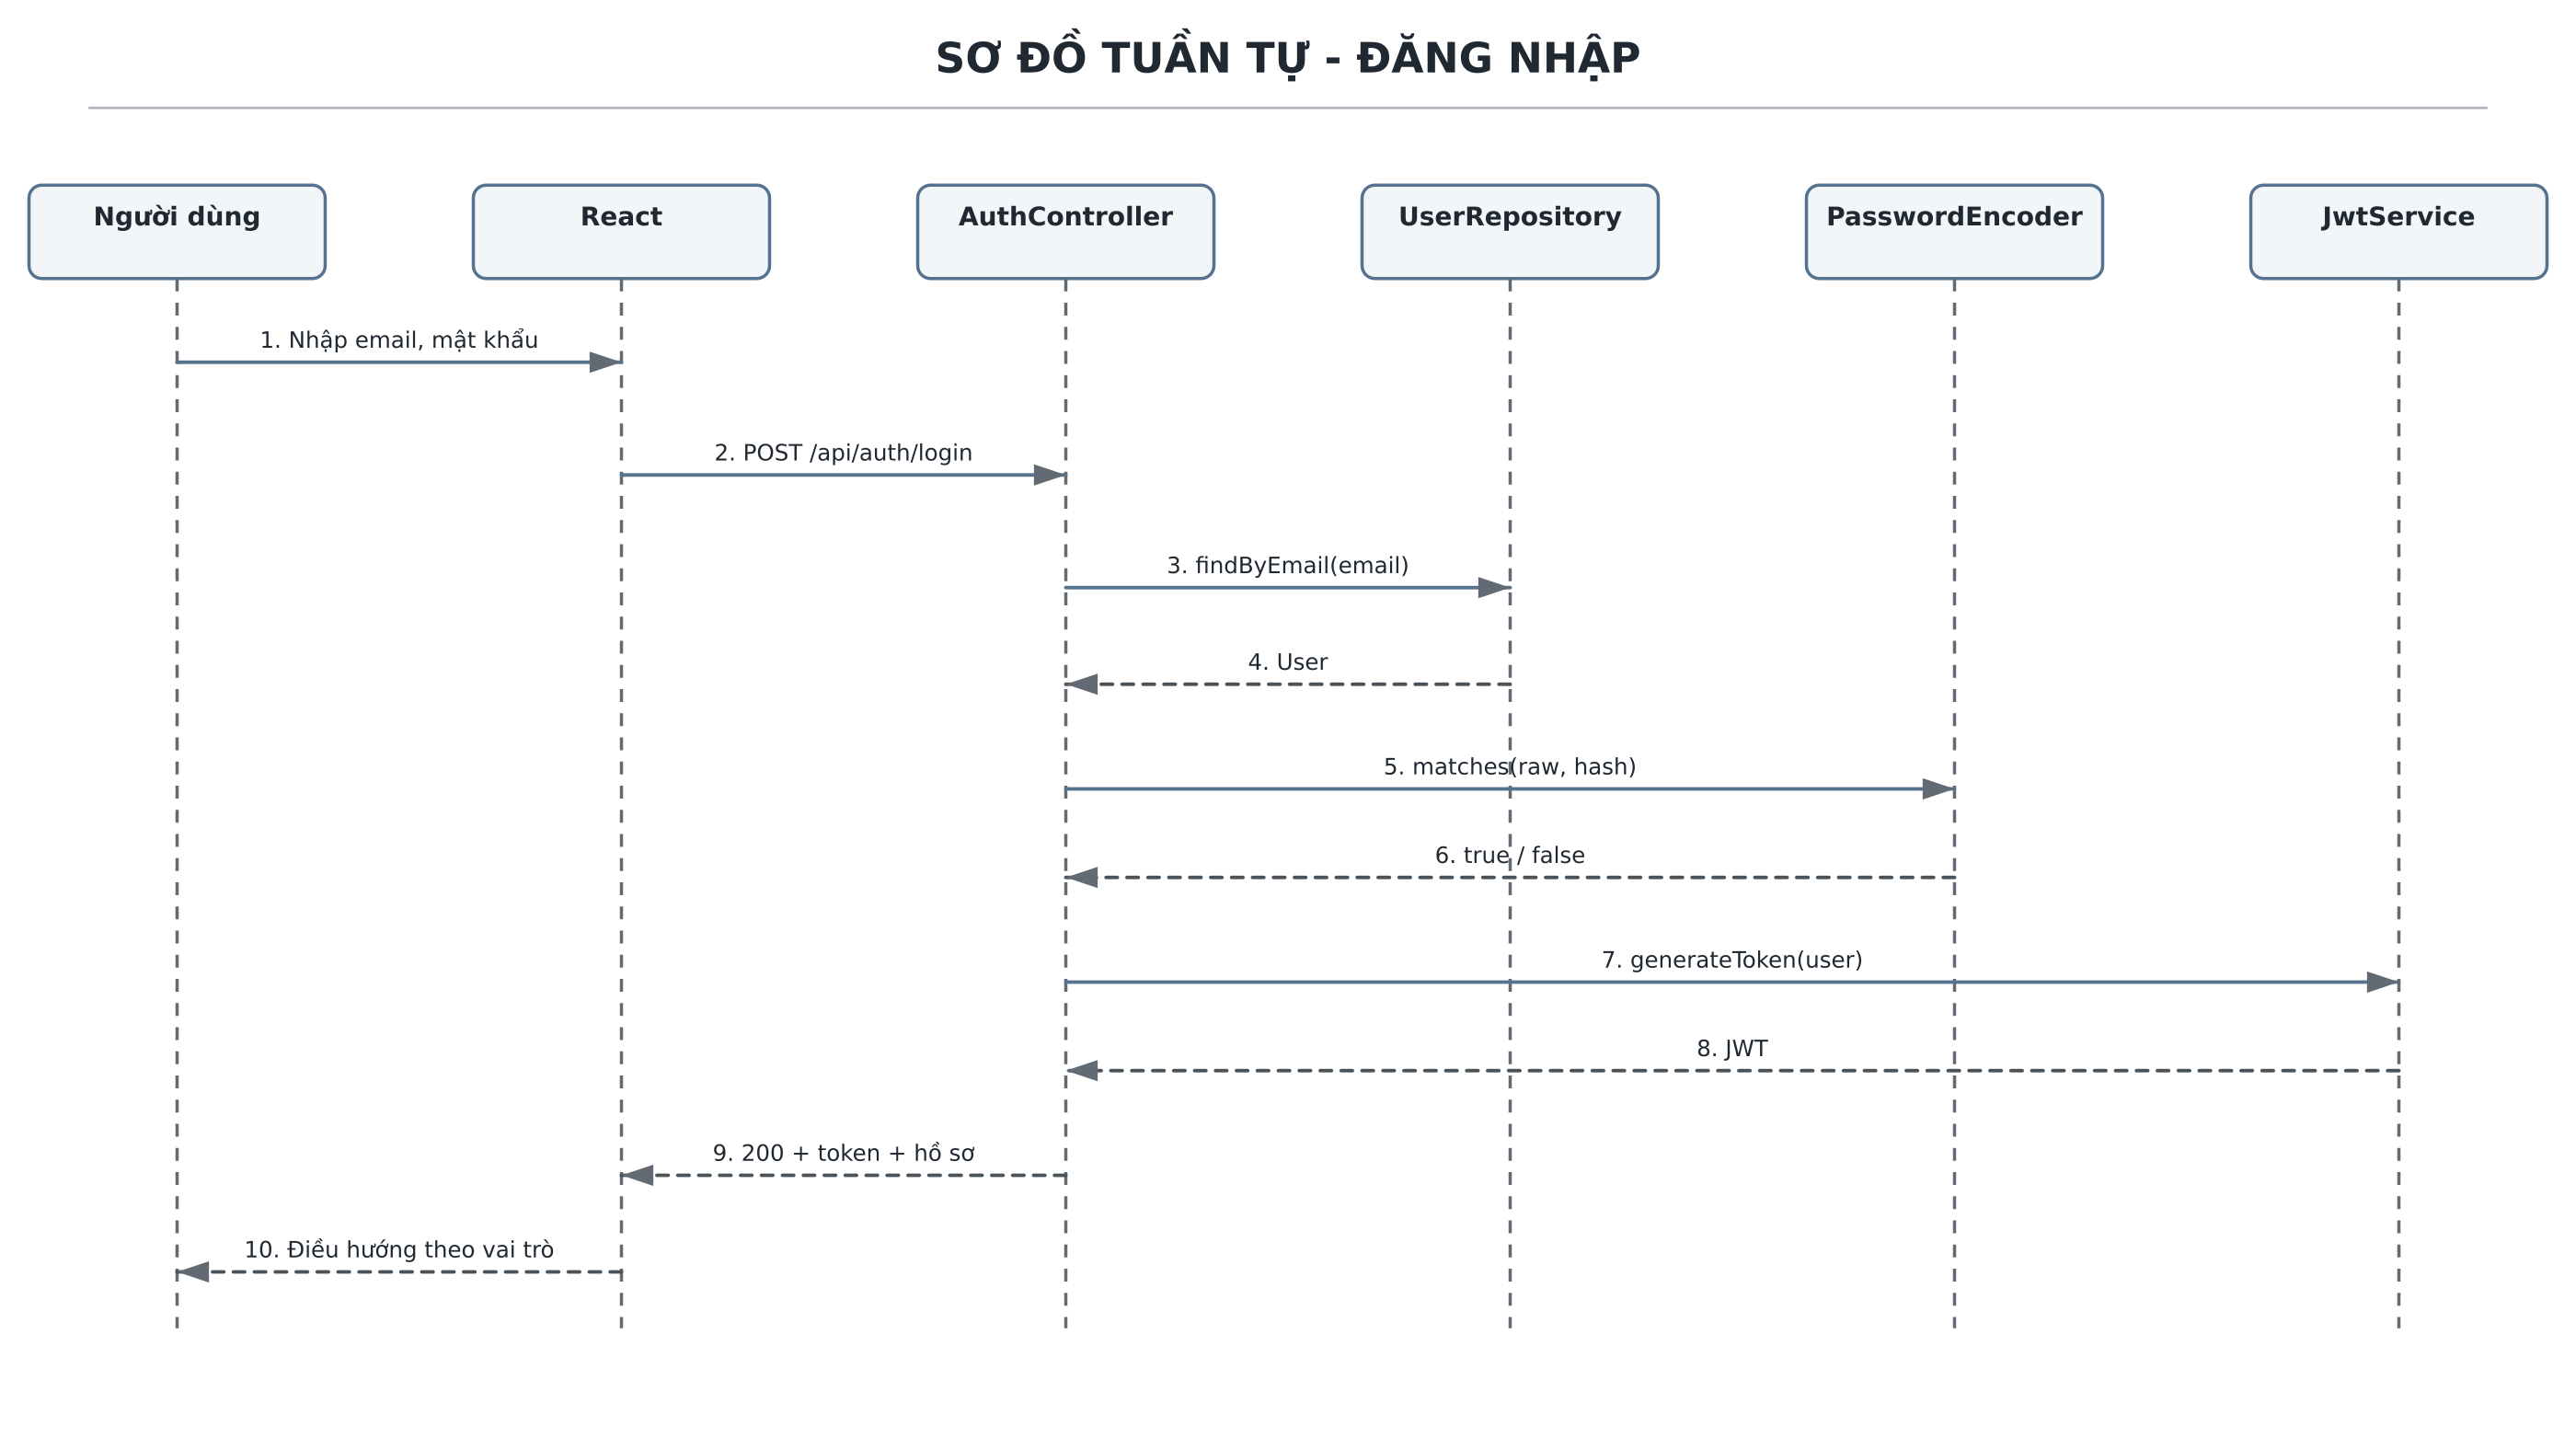 SƠ ĐỒ TUẦN TỰ - ĐĂNG NHẬP
Người dùng
React
AuthController
UserRepository
PasswordEncoder
JwtService
1. Nhập email, mật khẩu
2. POST /api/auth/login
3. findByEmail(email)
4. User
5. matches(raw, hash)
6. true / false
7. generateToken(user)
8. JWT
9. 200 + token + hồ sơ
10. Điều hướng theo vai trò